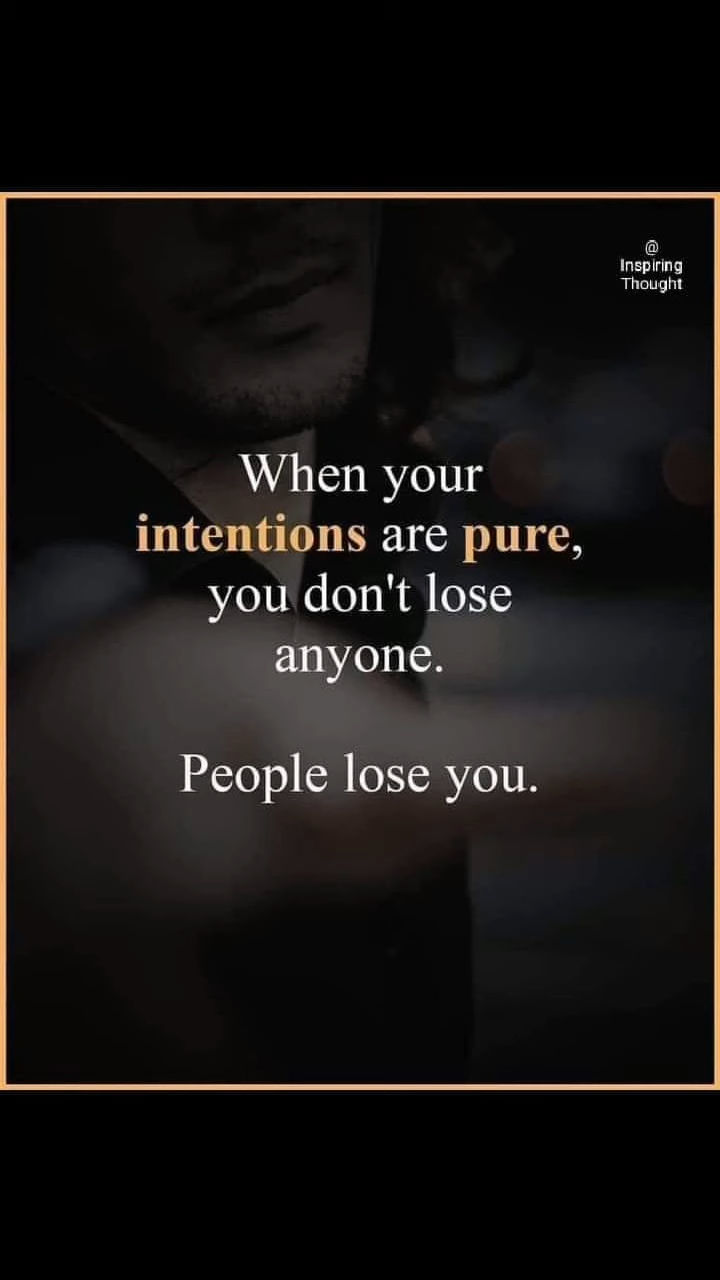 @
Inspiring
Thought
When your
intentions are pure,
you don't lose
anyone.
People lose you.